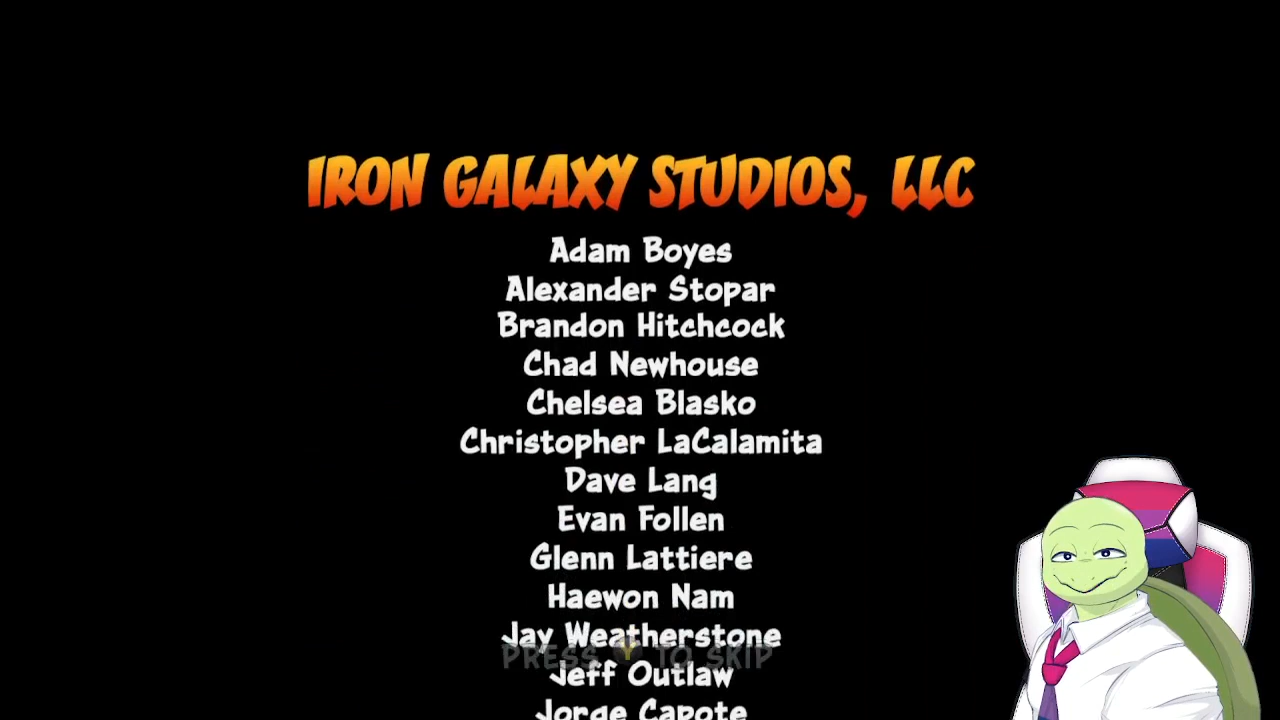 IRON GALAXY STUDIOS, LLC
Adam Boyes
Alexander Stopar
Brandon Hitchcock
Chad Newhouse
Chelsea Blasko
Christopher LaCalamita
Dave Lang
Evan Follen
Glenn Lattiere
Haewon Nam
Jay Weatherstone
PRESS Y TO SKIP
Jeff Outlaw
Jorge Capote